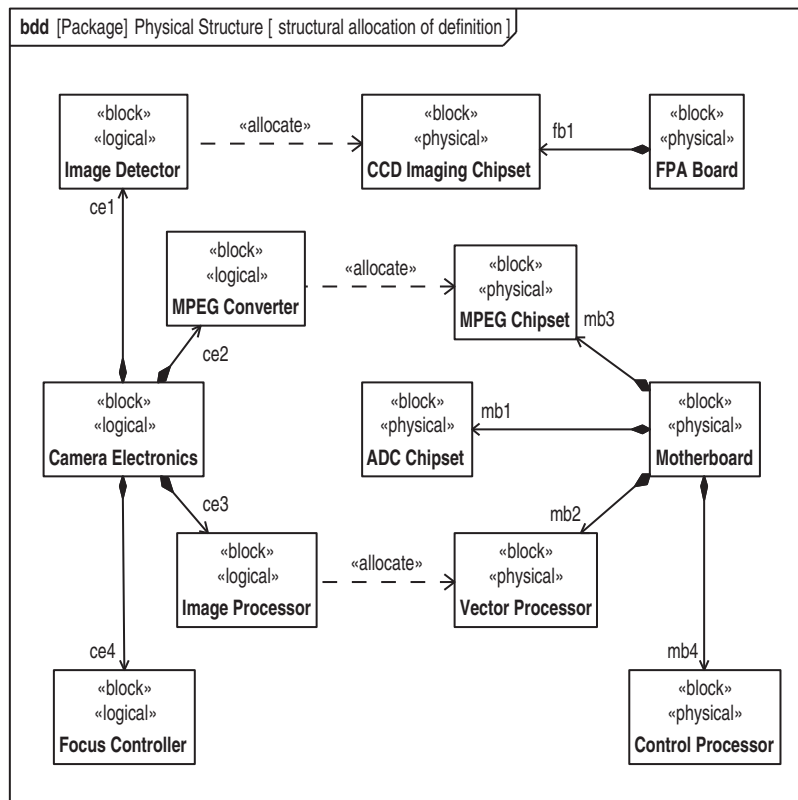 bdd [Package] Physical Structure [ structural allocation of definition ]
«block»
«logical»
Image Detector
«allocate»
«block»
«physical»
CCD Imaging Chipset
fb1
«block»
«physical»
FPA Board
ce1
«block»
«logical»
MPEG Converter
«allocate»
«block»
«physical»
MPEG Chipset
mb3
ce2
«block»
«logical»
Camera Electronics
«block»
«physical»
ADC Chipset
mb1
«block»
«physical»
Motherboard
ce3
mb2
«block»
«logical»
Image Processor
«allocate»
«block»
«physical»
Vector Processor
ce4
mb4
«block»
«logical»
Focus Controller
«block»
«physical»
Control Processor